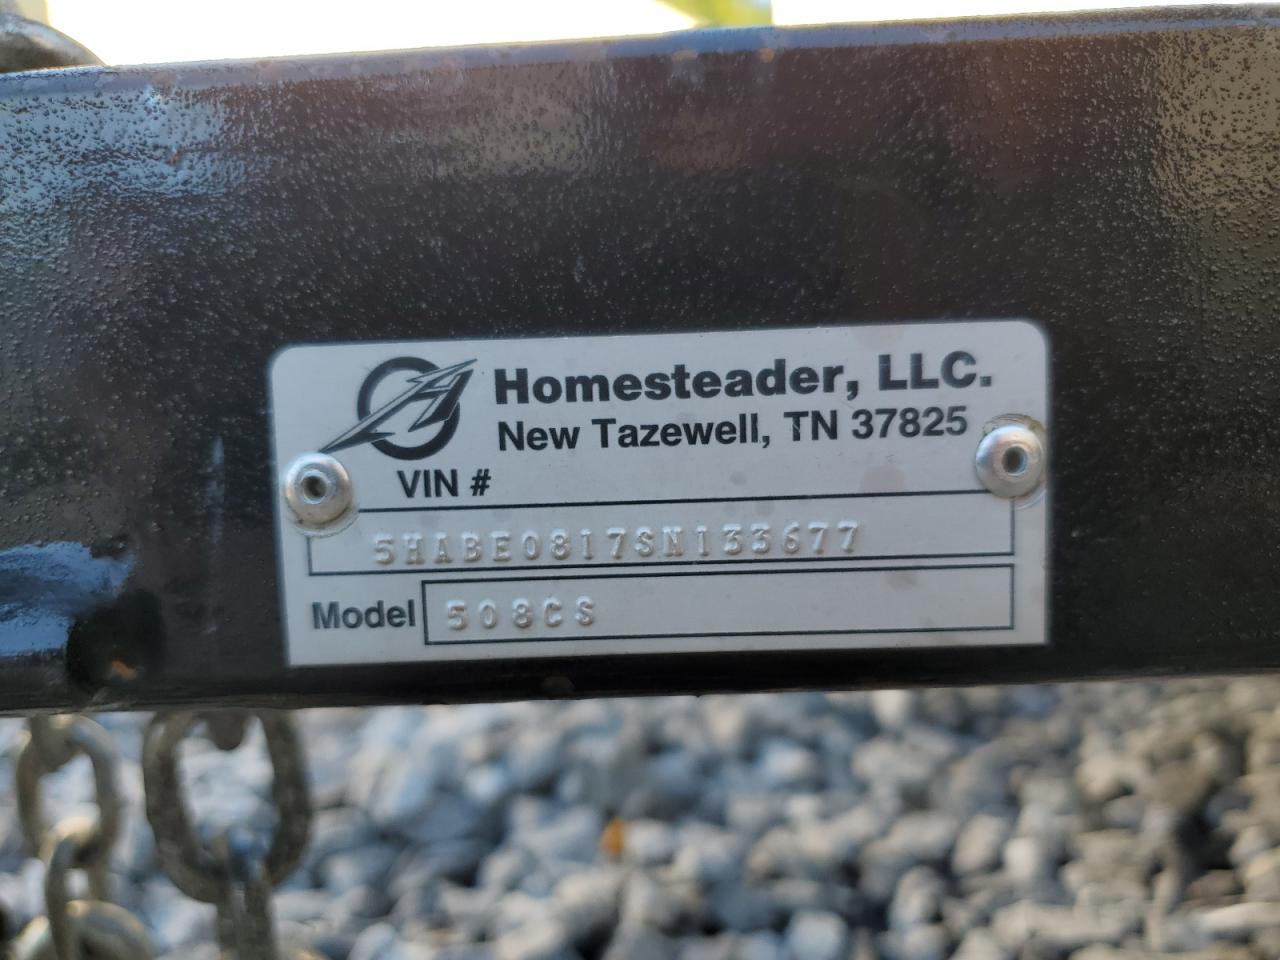 Homesteader, LLC.
New Tazewell, TN 37825
VIN #
5HABE0817SN133677
Model
508CS